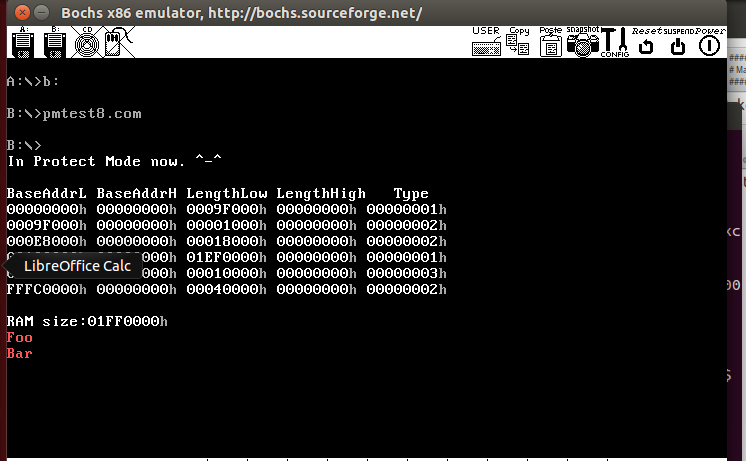 Bochs x86 emulator, http://bochs.sourceforge.net/
A: B: CD USER Copy Paste snapshot CONFIG Reset SUSPEND Power
A:\>b:
B:\>pmtest8.com
B:\>
In Protect Mode now. ^-^
BaseAddrL BaseAddrH LengthLow LengthHigh Type
00000000h 00000000h 0009F000h 00000000h 00000001h
0009F000h 00000000h 00001000h 00000000h 00000002h
000E8000h 00000000h 00018000h 00000000h 00000002h
000h 01EF0000h 00000000h 00000001h
LibreOffice Calc
000h 00010000h 00000000h 00000003h
FFFC0000h 00000000h 00040000h 00000000h 00000002h
RAM size:01FF0000h
Foo
Bar
####
# Ma
####